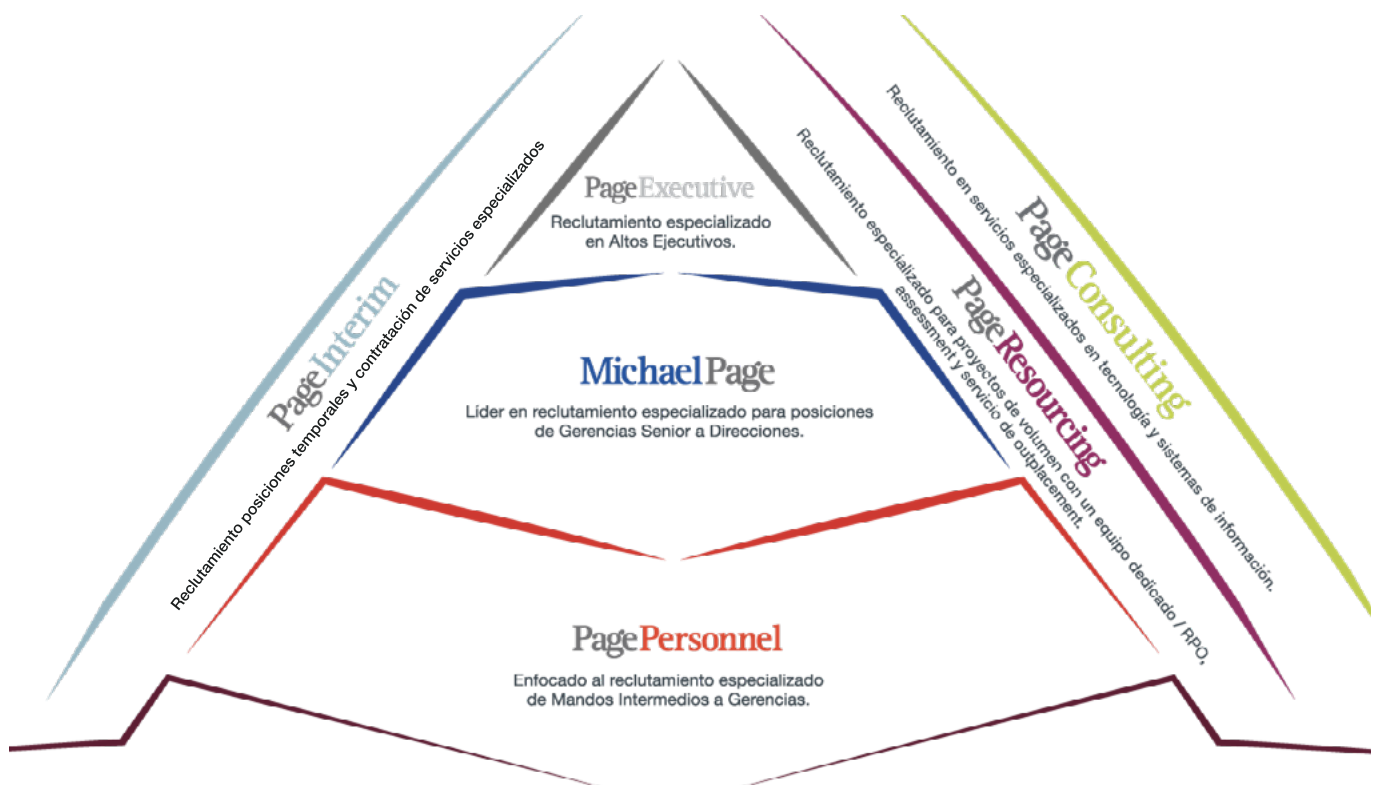 PageExecutive
Reclutamiento especializado
en Altos Ejecutivos.
MichaelPage
Líder en reclutamiento especializado para posiciones
de Gerencias Senior a Direcciones.
PagePersonnel
Enfocado al reclutamiento especializado
de Mandos Intermedios a Gerencias.
PageInterim
Reclutamiento posiciones temporales y contratación de servicios especializados
PageResourcing
Reclutamiento especializado para proyectos de volumen con un equipo dedicado / RPO,
assessment y servicio de outplacement.
PageConsulting
Reclutamiento en servicios especializados en tecnología y sistemas de información.